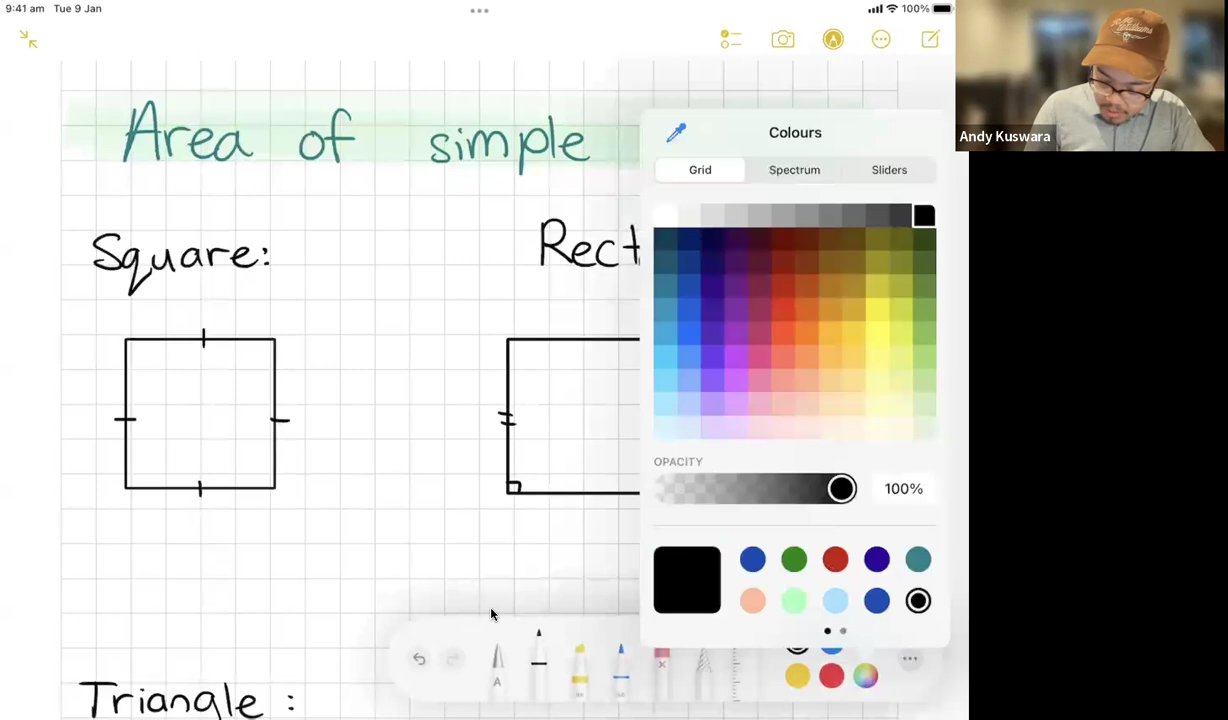 9:41 am Tue 9 Jan
100%
Andy Kuswara
Area of simple
Colours
Grid Spectrum Sliders
Square:
Rect
OPACITY
100%
A
Triangle :